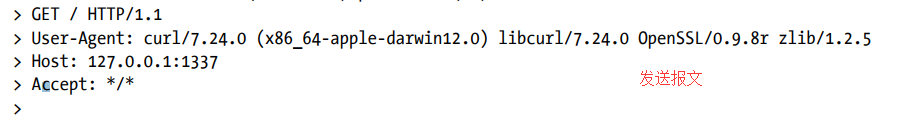 > GET / HTTP/1.1
> User-Agent: curl/7.24.0 (x86_64-apple-darwin12.0) libcurl/7.24.0 OpenSSL/0.9.8r zlib/1.2.5
> Host: 127.0.0.1:1337
> Accept: */*
发送报文
>